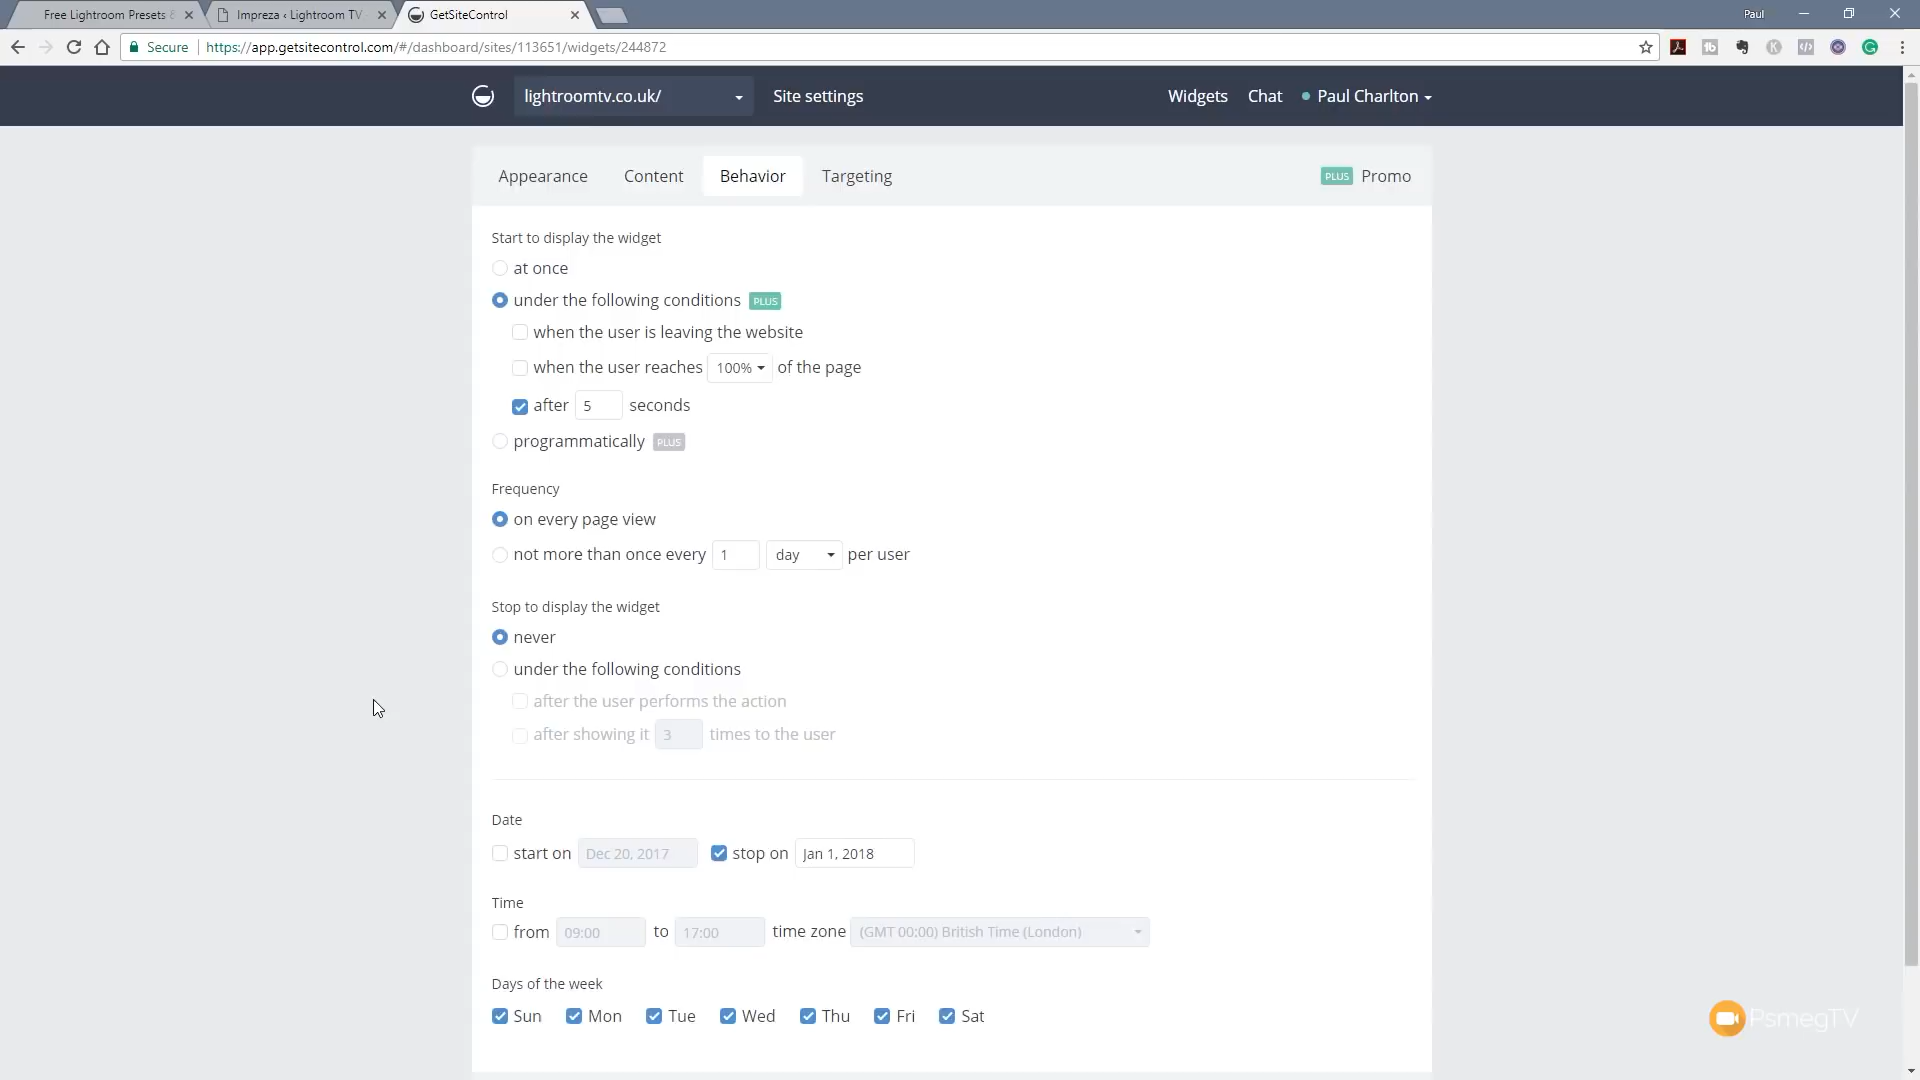 Free Lightroom Presets &
Impreza ‹ Lightroom TV
GetSiteControl
Paul
Secure
https://app.getsitecontrol.com/#/dashboard/sites/113651/widgets/244872
lightroomtv.co.uk/
Site settings
Widgets
Chat
Paul Charlton
Appearance
Content
Behavior
Targeting
PLUS Promo
Start to display the widget
at once
under the following conditions PLUS
when the user is leaving the website
when the user reaches 100% of the page
after 5 seconds
programmatically PLUS
Frequency
on every page view
not more than once every 1 day per user
Stop to display the widget
never
under the following conditions
after the user performs the action
after showing it 3 times to the user
Date
start on Dec 20, 2017 stop on Jan 1, 2018
Time
from 09:00 to 17:00 time zone (GMT 00:00) British Time (London)
Days of the week
Sun Mon Tue Wed Thu Fri Sat
PsmegTV